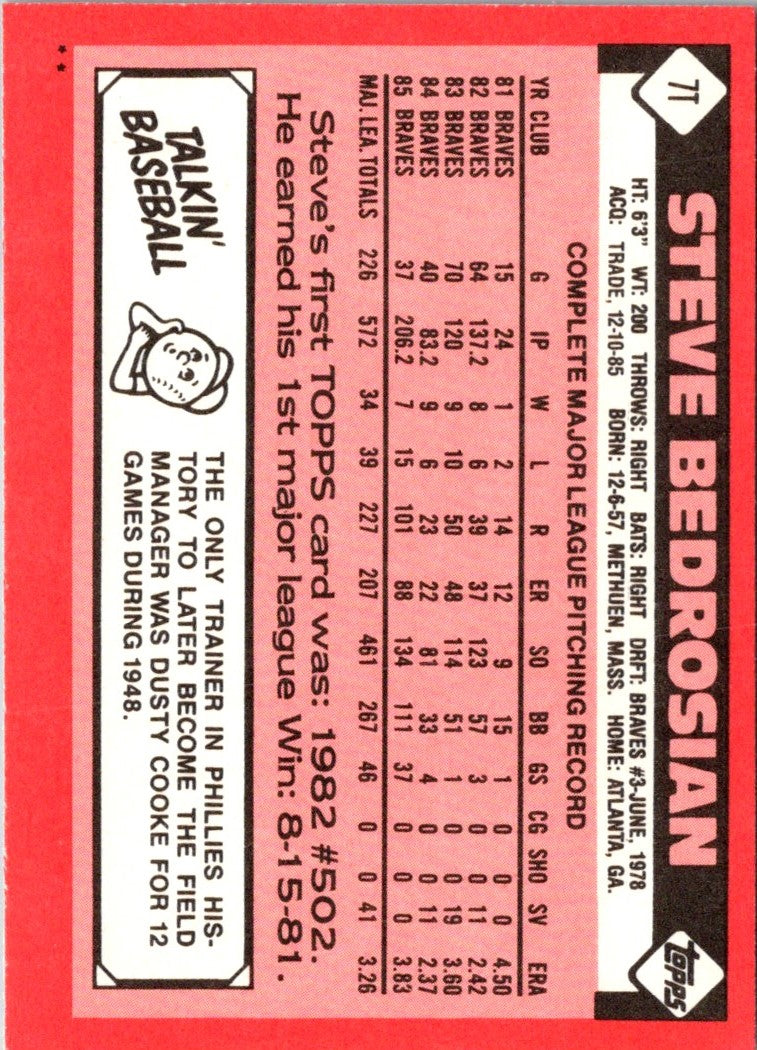 7T
STEVE BEDROSIAN
topps
HT: 6'3" WT: 200 THROWS: RIGHT BATS: RIGHT DRFT: BRAVES #3-JUNE, 1978
ACQ: TRADE, 12-10-85 BORN: 12-6-57, METHUEN, MASS. HOME: ATLANTA, GA.
COMPLETE MAJOR LEAGUE PITCHING RECORD
YR CLUB G IP W L R ER SO BB GS CG SHO SV ERA
81 BRAVES 15 24 1 2 14 12 9 15 1 0 0 0 4.50
82 BRAVES 64 137.2 8 6 39 37 123 57 3 0 0 11 2.42
83 BRAVES 70 120 9 10 50 48 114 51 1 0 0 19 3.60
84 BRAVES 40 83.2 9 6 23 22 81 33 4 0 0 11 2.37
85 BRAVES 37 206.2 7 15 101 88 134 111 37 0 0 0 3.83
MAJ. LEA. TOTALS 226 572 34 39 227 207 461 267 46 0 0 41 3.26
Steve's first TOPPS card was: 1982 #502.
He earned his 1st major league Win: 8-15-81.
TALKIN'
BASEBALL
THE ONLY TRAINER IN PHILLIES HIS-
TORY TO LATER BECOME THE FIELD
MANAGER WAS DUSTY COOKE FOR 12
GAMES DURING 1948.
**